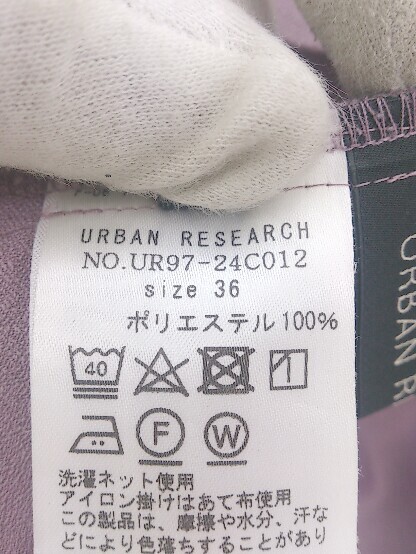 URBAN RESEARCH
NO.UR97-24C012
size 36
ポリエステル100%
40
F
W
洗濯ネット使用
アイロン掛けはあて布使用
この製品は、摩擦や水分、汗な
どにより色落ちすることがあり
URBAN R